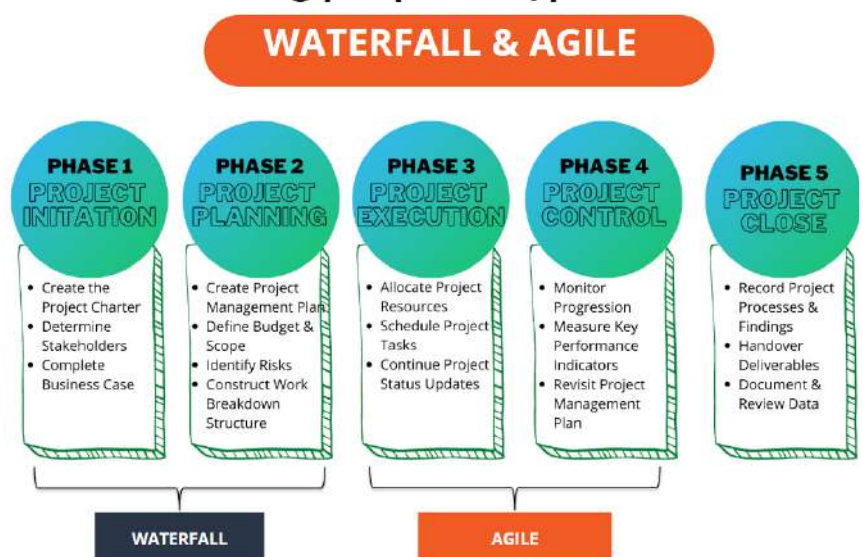 WATERFALL & AGILE
PHASE 1
PROJECT
INITATION
• Create the
Project Charter
• Determine
Stakeholders
• Complete
Business Case
PHASE 2
PROJECT
PLANNING
• Create Project
Management Plan
• Define Budget &
Scope
• Identify Risks
• Construct Work
Breakdown
Structure
PHASE 3
PROJECT
EXECUTION
• Allocate Project
Resources
• Schedule Project
Tasks
• Continue Project
Status Updates
PHASE 4
PROJECT
CONTROL
• Monitor
Progression
• Measure Key
Performance
Indicators
• Revisit Project
Management
Plan
PHASE 5
PROJECT
CLOSE
• Record Project
Processes &
Findings
• Handover
Deliverables
• Document &
Review Data
WATERFALL
AGILE